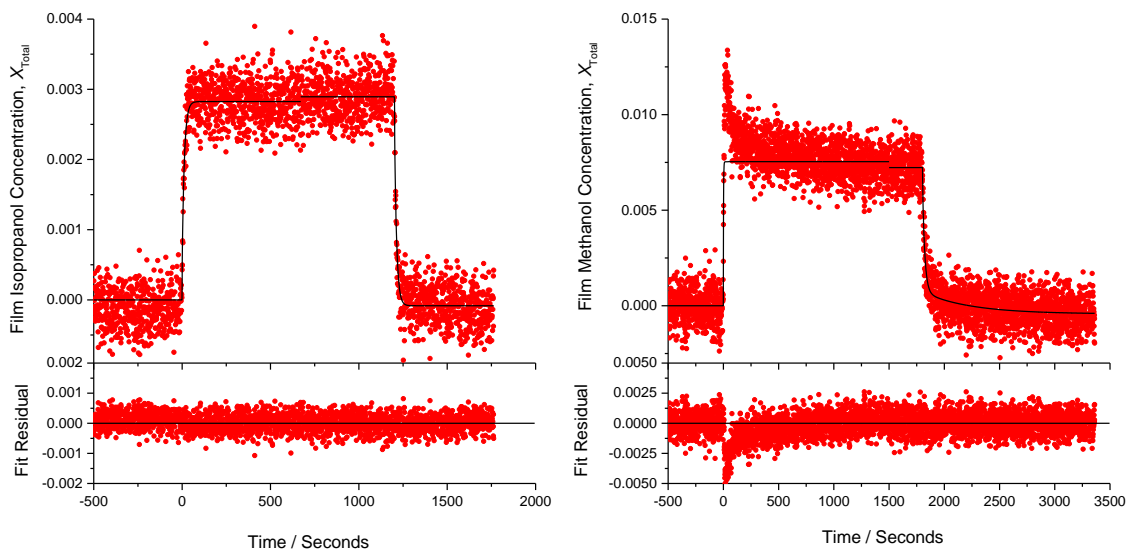 Film Isopropanol Concentration, X_Total
0.004
0.003
0.002
0.001
0.000
0.002
Fit Residual
0.001
0.000
-0.001
-0.002
-500 0 500 1000 1500 2000
Time / Seconds
Film Methanol Concentration, X_Total
0.015
0.010
0.005
0.000
0.0050
Fit Residual
0.0025
0.0000
-0.0025
-0.0050
-500 0 500 1000 1500 2000 2500 3000 3500
Time / Seconds